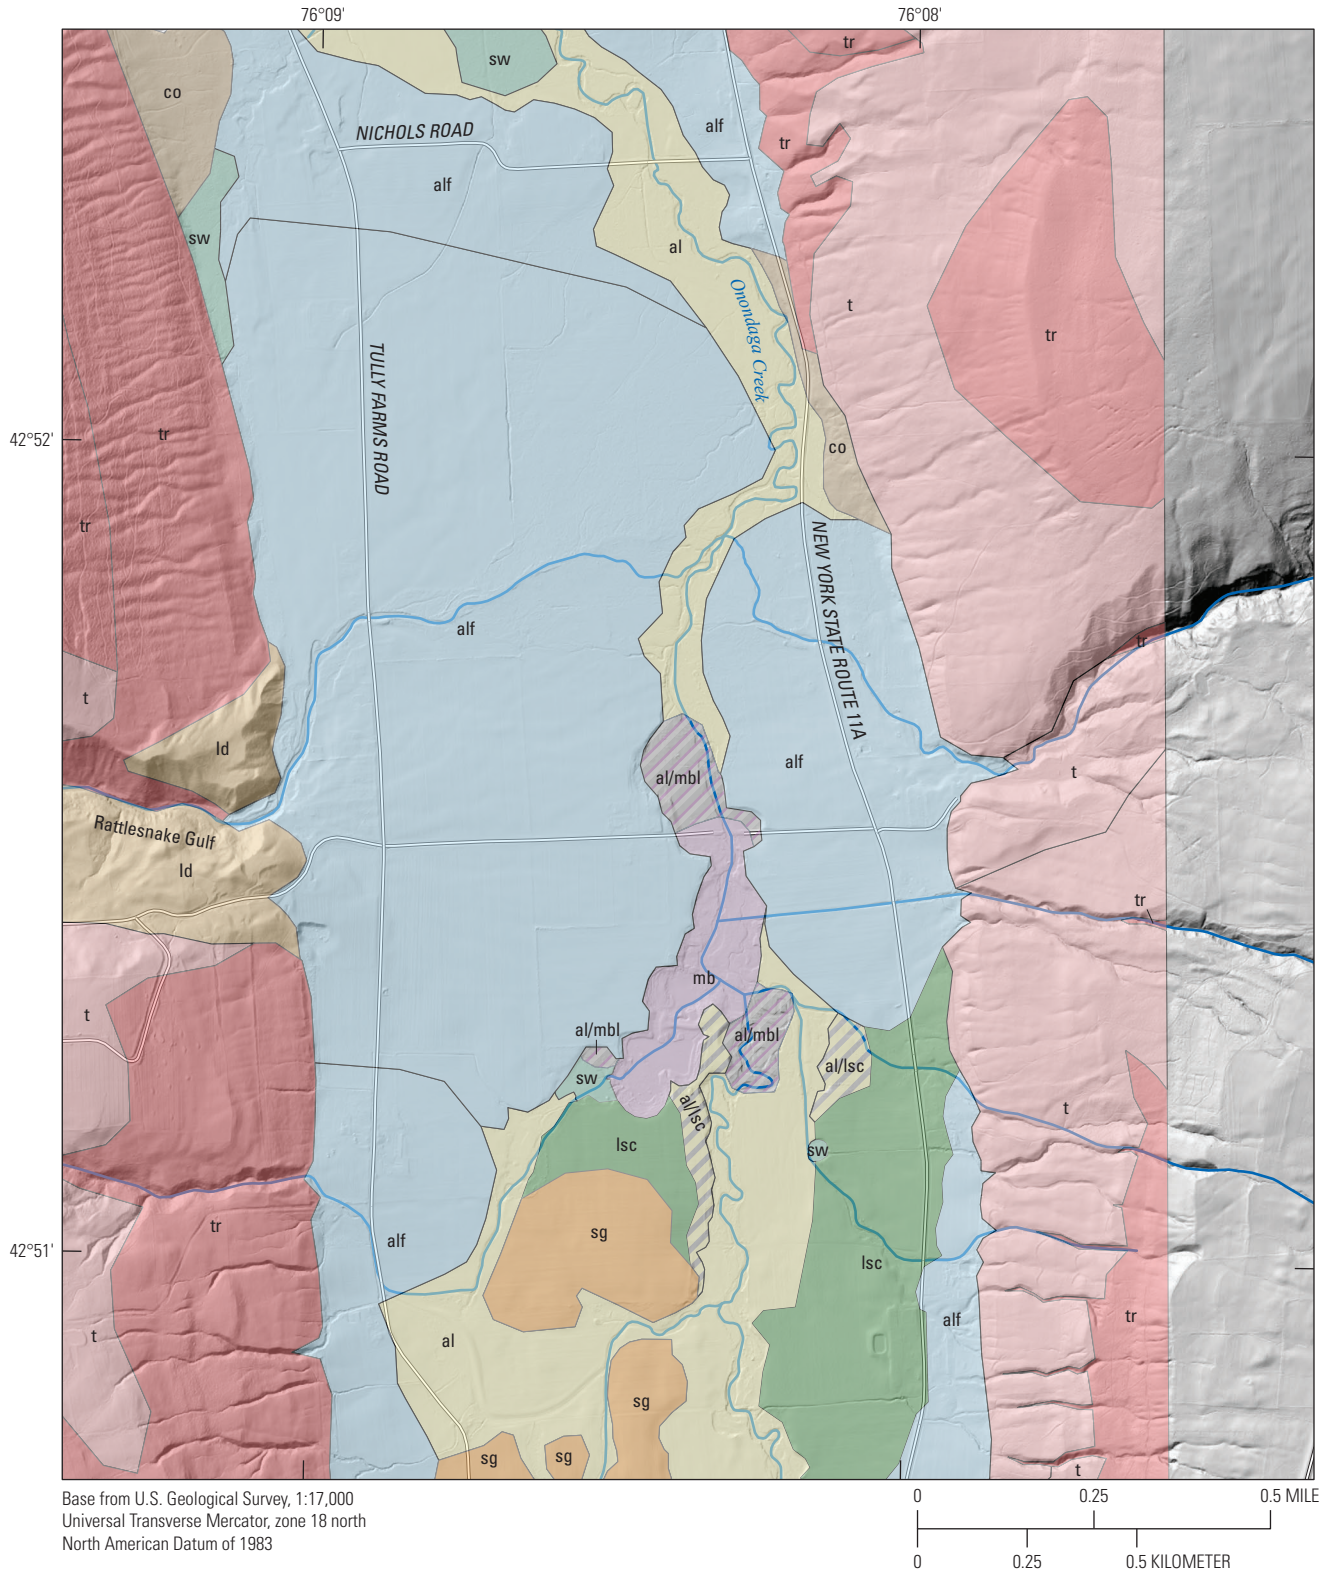 76°09'
76°08'
sw
tr
co
alf
NICHOLS ROAD
tr
alf
sw
al
Onondaga Creek
t
tr
TULLY FARMS ROAD
42°52'
tr
co
tr
NEW YORK STATE ROUTE 11A
alf
tr
t
ld
alf
t
al/mbl
Rattlesnake Gulf
ld
tr
mb
t
al/mbl
al/mbl
al/lsc
sw
al/lsc
t
lsc
sw
tr
sg
42°51'
alf
lsc
t
al
alf
tr
sg
sg
sg
t
Base from U.S. Geological Survey, 1:17,000
Universal Transverse Mercator, zone 18 north
North American Datum of 1983
0 0.25 0.5 MILE
0 0.25 0.5 KILOMETER